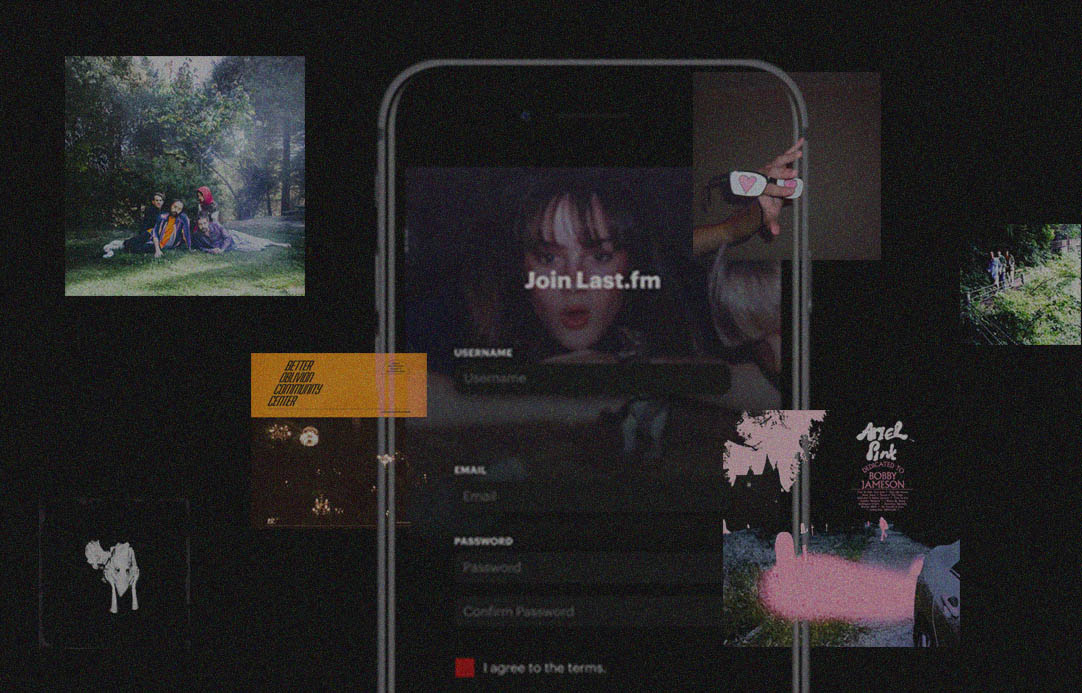 Join Last.fm
USERNAME
Username
BETTER
OBLIVION
COMMUNITY
CENTER
EMAIL
Email
PASSWORD
Password
Confirm Password
I agree to the terms.
Ariel
Pink
DEDICATED TO
BOBBY
JAMESON